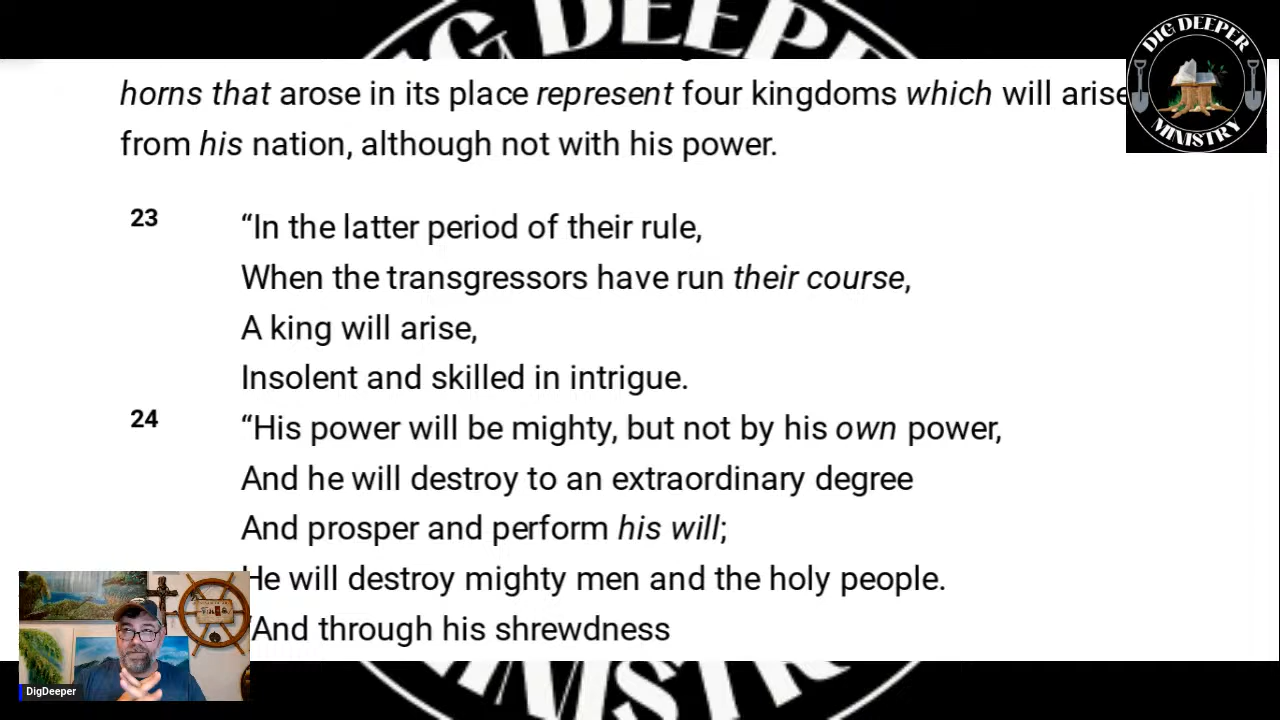 DIG DEEPER
DIG DEEPER
MINISTRY
horns that arose in its place represent four kingdoms which will arise
from his nation, although not with his power.
23 “In the latter period of their rule,
When the transgressors have run their course,
A king will arise,
Insolent and skilled in intrigue.
24 “His power will be mighty, but not by his own power,
And he will destroy to an extraordinary degree
And prosper and perform his will;
He will destroy mighty men and the holy people.
“And through his shrewdness
DigDeeper
MINISTRY